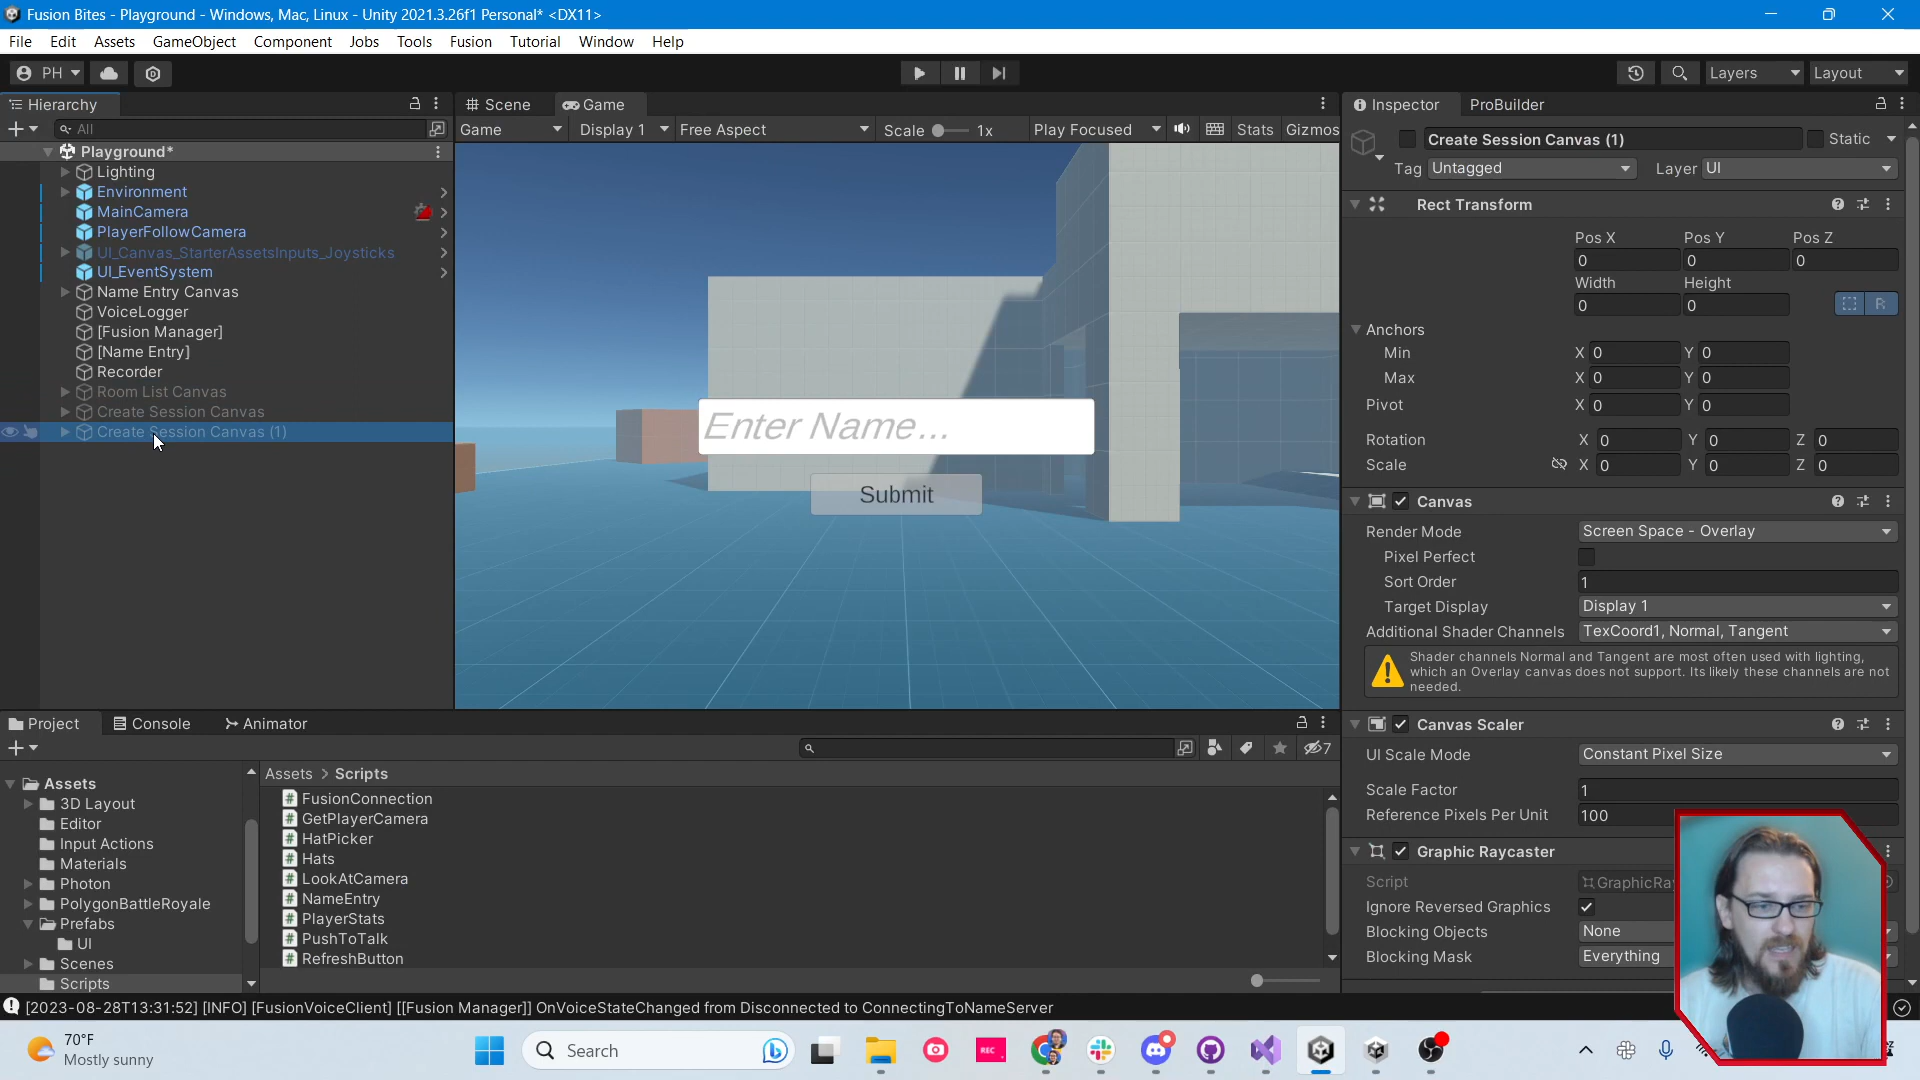 Fusion Bites - Playground - Windows, Mac, Linux - Unity 2021.3.26f1 Personal* <DX11>
File Edit Assets GameObject Component Jobs Tools Fusion Tutorial Window Help
PH Layers Layout
Hierarchy
All
Playground*
Lighting
Environment
MainCamera
PlayerFollowCamera
UI_Canvas_StarterAssetsInputs_Joysticks
UI_EventSystem
Name Entry Canvas
VoiceLogger
[Fusion Manager]
[Name Entry]
Recorder
Room List Canvas
Create Session Canvas
Create Session Canvas (1)
Scene Game
Game Display 1 Free Aspect Scale 1x Play Focused Stats Gizmos
Enter Name...
Submit
Inspector ProBuilder
Create Session Canvas (1) Static
Tag Untagged Layer UI
Rect Transform
Pos X Pos Y Pos Z
0 0 0
Width Height
0 0
R
Anchors
Min X 0 Y 0
Max X 0 Y 0
Pivot X 0 Y 0
Rotation X 0 Y 0 Z 0
Scale X 0 Y 0 Z 0
Canvas
Render Mode Screen Space - Overlay
Pixel Perfect
Sort Order 1
Target Display Display 1
Additional Shader Channels TexCoord1, Normal, Tangent
Shader channels Normal and Tangent are most often used with lighting,
which an Overlay canvas does not support. Its likely these channels are not
needed.
Canvas Scaler
UI Scale Mode Constant Pixel Size
Scale Factor 1
Reference Pixels Per Unit 100
Graphic Raycaster
Script GraphicRay
Ignore Reversed Graphics
Blocking Objects None
Blocking Mask Everything
Project Console Animator
7
Assets
3D Layout
Editor
Input Actions
Materials
Photon
PolygonBattleRoyale
Prefabs
UI
Scenes
Scripts
Assets > Scripts
FusionConnection
GetPlayerCamera
HatPicker
Hats
LookAtCamera
NameEntry
PlayerStats
PushToTalk
RefreshButton
[2023-08-28T13:31:52] [INFO] [FusionVoiceClient] [[Fusion Manager]] OnVoiceStateChanged from Disconnected to ConnectingToNameServer
70°F
Mostly sunny
Search
REC